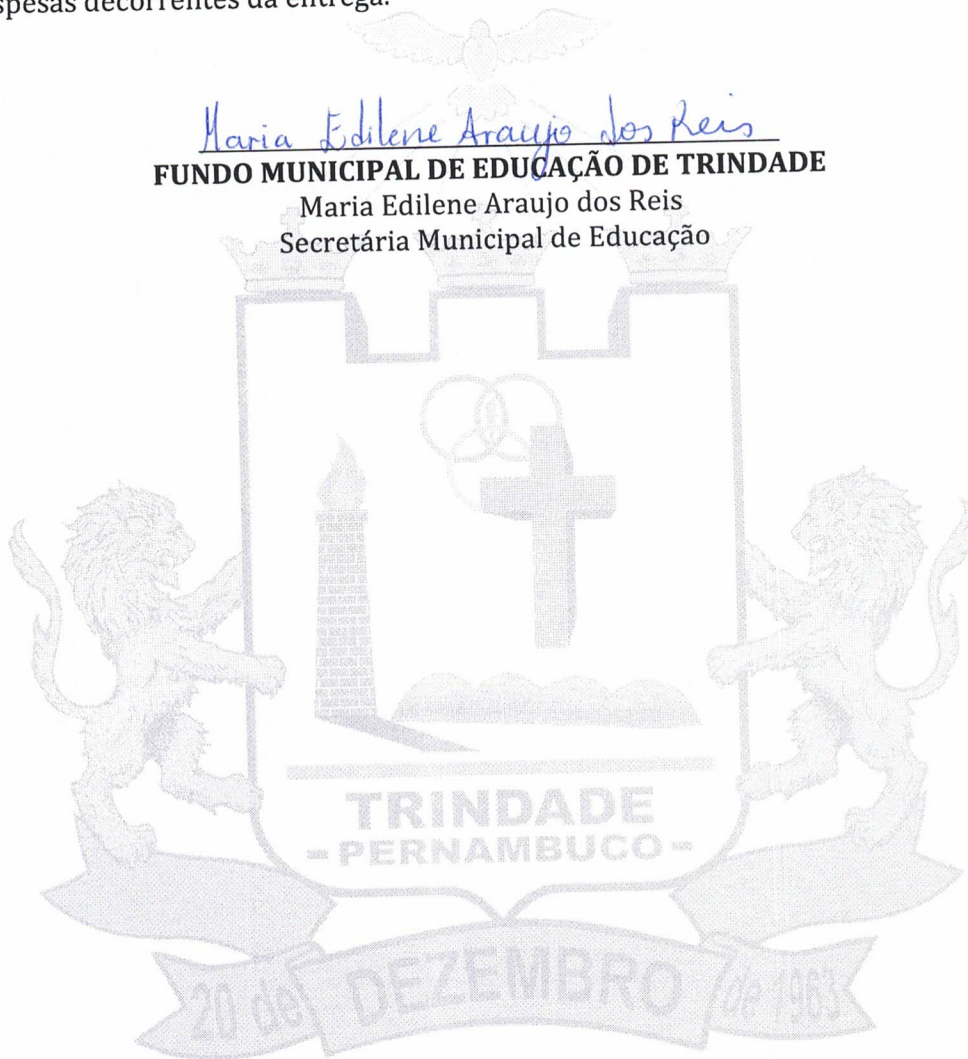 spesas decorrentes da entrega.
Maria Edilene Araujo dos Reis
FUNDO MUNICIPAL DE EDUCAÇÃO DE TRINDADE
Maria Edilene Araujo dos Reis
Secretária Municipal de Educação
TRINDADE
- PERNAMBUCO -
20 de DEZEMBRO de 1963